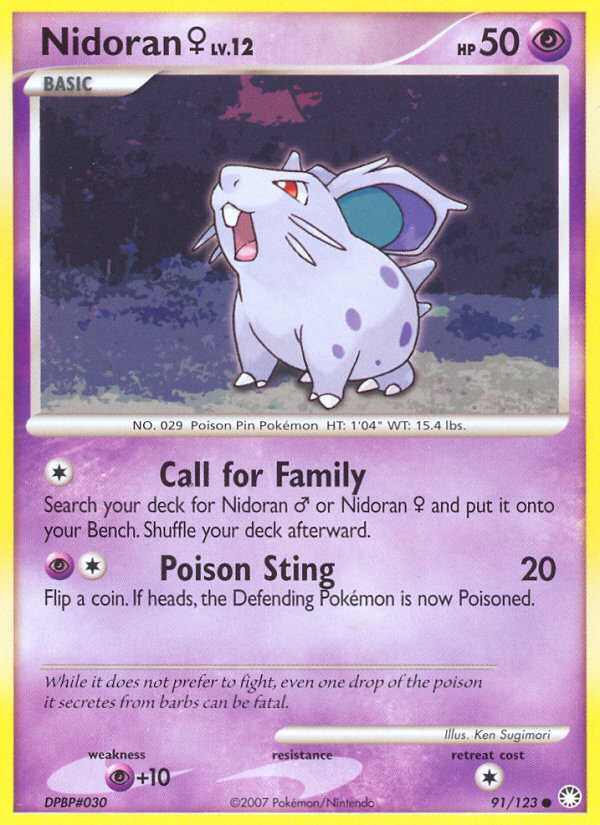 Nidoran♀ LV.12
HP 50
BASIC
NO. 029 Poison Pin Pokémon HT: 1'04" WT: 15.4 lbs.
Call for Family
Search your deck for Nidoran ♂ or Nidoran ♀ and put it onto
your Bench. Shuffle your deck afterward.
Poison Sting 20
Flip a coin. If heads, the Defending Pokémon is now Poisoned.
While it does not prefer to fight, even one drop of the poison
it secretes from barbs can be fatal.
Illus. Ken Sugimori
weakness resistance retreat cost
+10
DPBP#030 ©2007 Pokémon/Nintendo 91/123